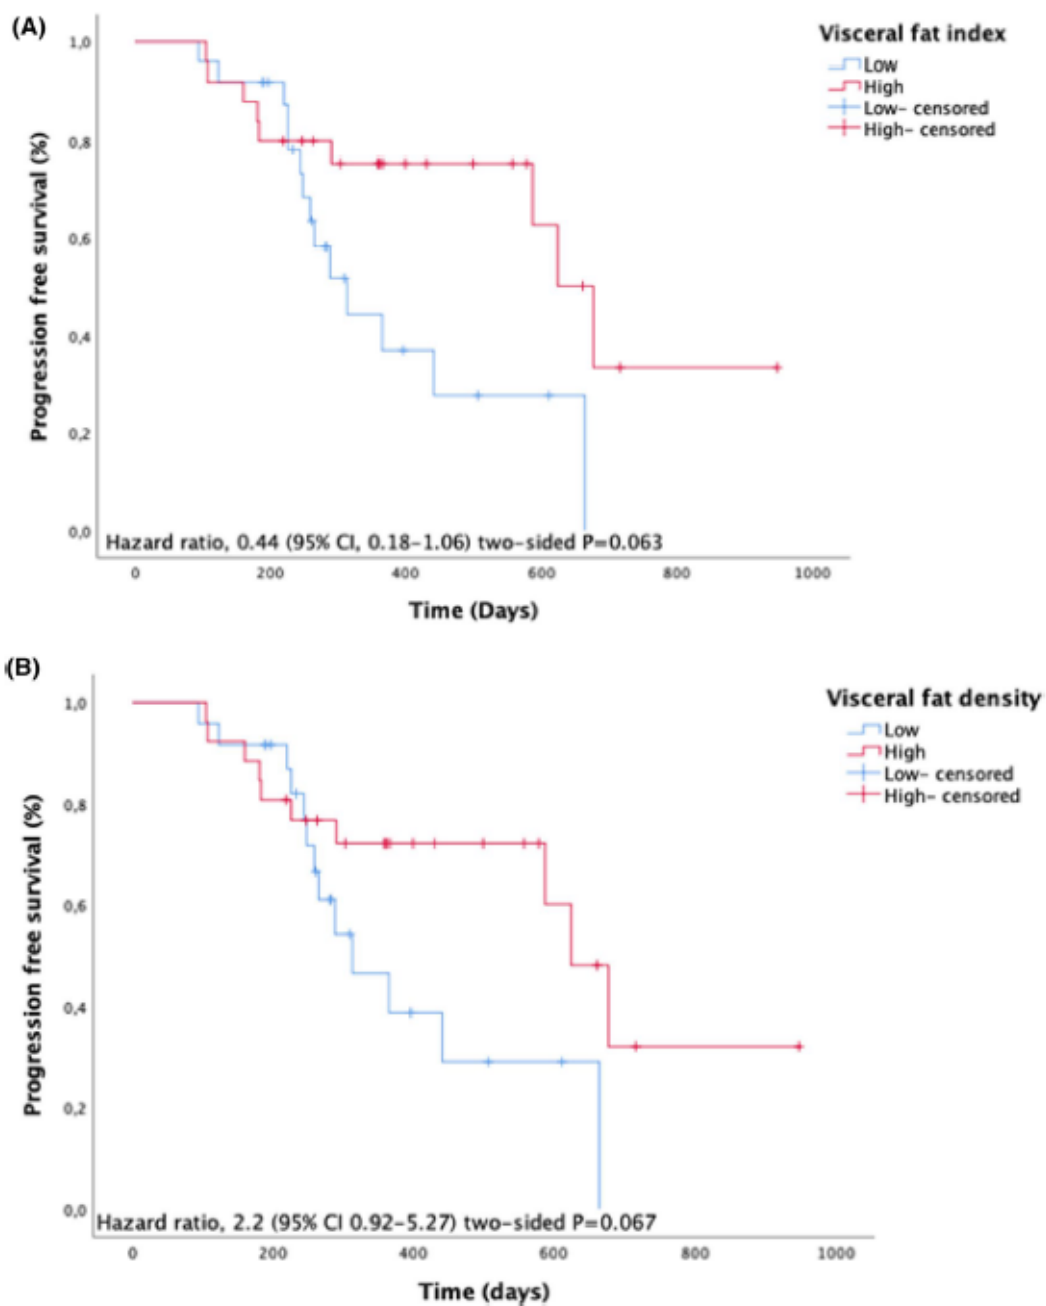 (A)
Visceral fat index
Low
High
Low- censored
High- censored
Progression free survival (%)
1,0
0,8
0,6
0,4
0,2
0,0
Hazard ratio, 0.44 (95% CI, 0.18-1.06) two-sided P=0.063
0 200 400 600 800 1000
Time (Days)
(B)
Visceral fat density
Low
High
Low- censored
High- censored
Progression free survival (%)
1,0
0,8
0,6
0,4
0,2
0,0
Hazard ratio, 2.2 (95% CI 0.92-5.27) two-sided P=0.067
0 200 400 600 800 1000
Time (days)